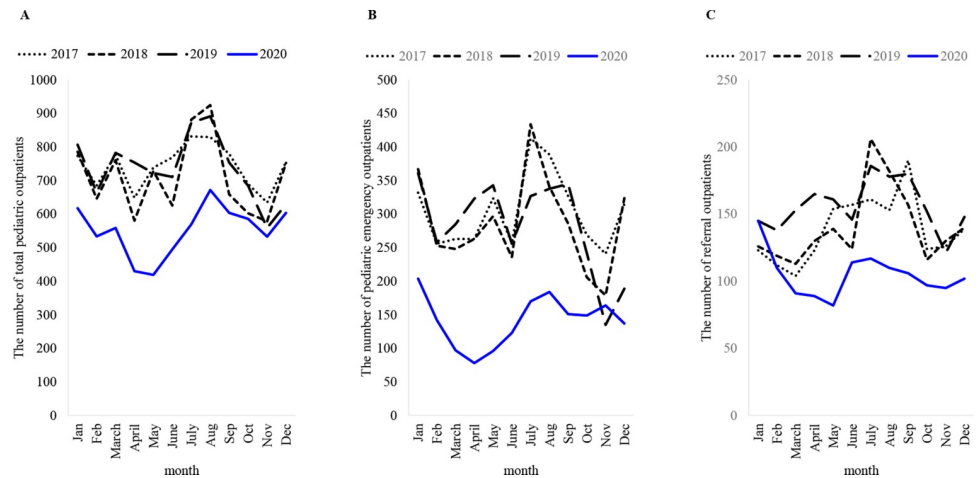 A
2017 2018 2019 2020
The number of total pediatric outpatients
1000
900
800
700
600
500
400
300
200
100
0
Jan Feb March April May June July Aug Sep Oct Nov Dec
month
B
2017 2018 2019 2020
The number of pediatric emergency outpatients
500
450
400
350
300
250
200
150
100
50
0
Jan Feb March April May June July Aug Sep Oct Nov Dec
month
C
2017 2018 2019 2020
The number of referral outpatients
250
200
150
100
50
0
Jan Feb March April May June July Aug Sep Oct Nov Dec
month